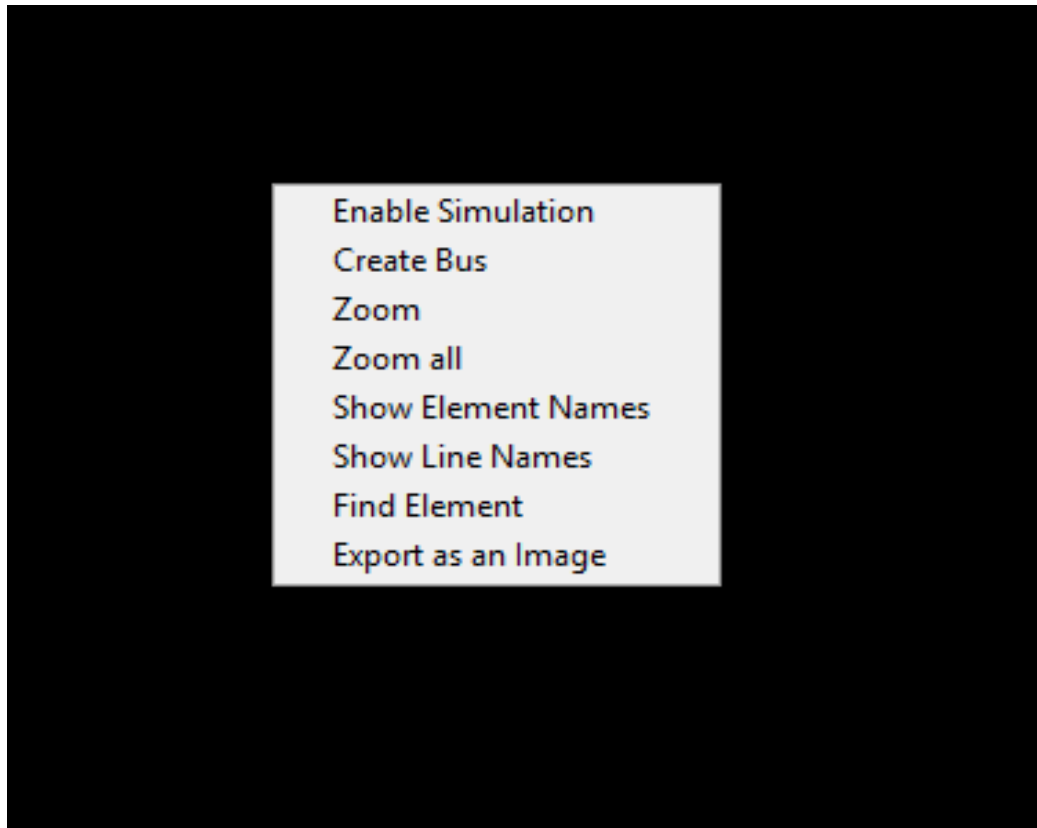 Enable Simulation
Create Bus
Zoom
Zoom all
Show Element Names
Show Line Names
Find Element
Export as an Image